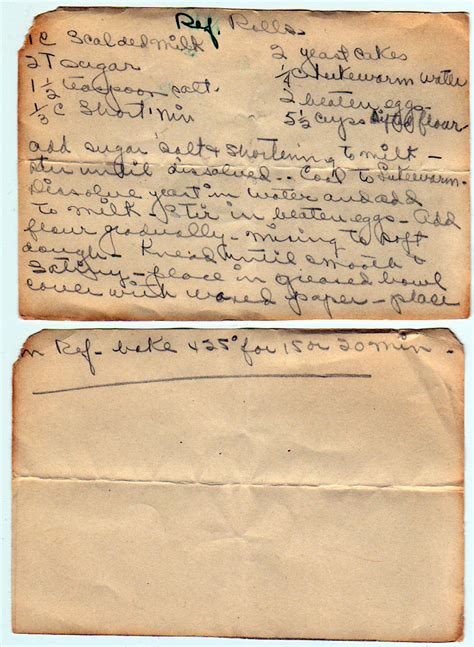 Ref. Rolls.
1 C Scalded milk 2 yeast cakes
2 T sugar 1/4 C lukewarm water
1 1/2 teaspoon salt 2 beaten eggs
1/3 C Short'nin 5 1/2 cups Sifted flour
add sugar salt & shortening to milk -
stir until dissolved - Cool to lukewarm -
Dissolve yeast in water and add
to milk - Stir in beaten eggs - Add
flour gradually - mixing to soft
dough - Knead until smooth &
Satiny - place in greased bowl
cover with waxed paper - place
in Ref - bake 425° for 15 or 20 min.